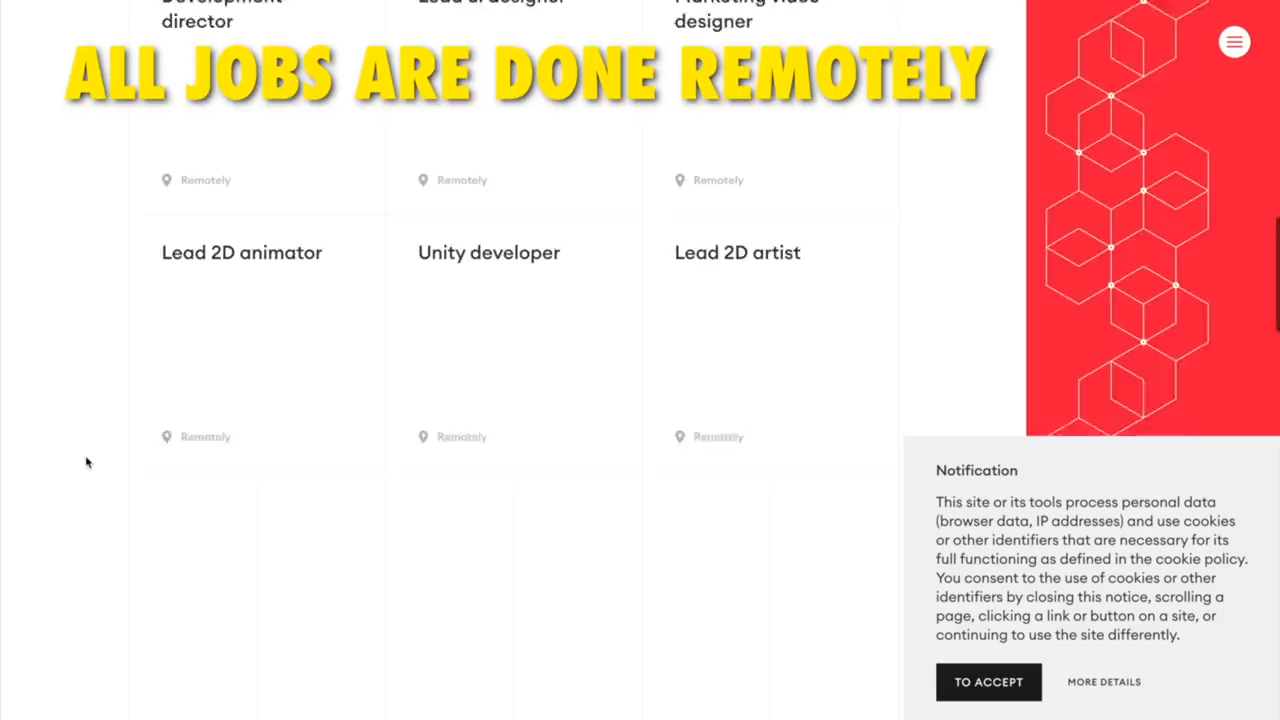 director
designer
ALL JOBS ARE DONE REMOTELY
Remotely
Remotely
Remotely
Lead 2D animator
Unity developer
Lead 2D artist
Remotely
Remotely
Notification
This site or its tools process personal data
(browser data, IP addresses) and use cookies
or other identifiers that are necessary for its
full functioning as defined in the cookie policy.
You consent to the use of cookies or other
identifiers by closing this notice, scrolling a
page, clicking a link or button on a site, or
continuing to use the site differently.
TO ACCEPT
MORE DETAILS